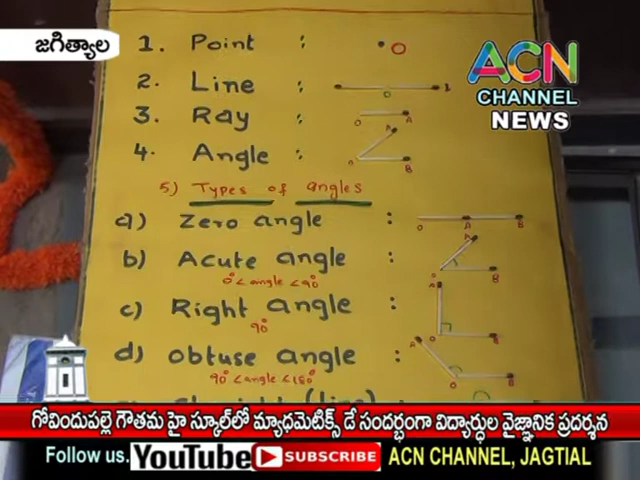 జగిత్యాల
ACN
CHANNEL
NEWS
1. Point : O
2. Line :
3. Ray : O A
4. Angle : A B
5) Types of angles
a) Zero angle : O A B
b) Acute angle : A B
0° < angle < 90°
c) Right angle : A O B
90°
d) Obtuse angle : A O B
90° < angle < 180°
Straight (line)
గోవిందుపల్లె గౌతమ హై స్కూల్‌లో మ్యాథమెటిక్స్ డే సందర్భంగా విద్యార్థుల వైజ్ఞానిక ప్రదర్శన
Follow us. YouTube SUBSCRIBE ACN CHANNEL, JAGTIAL